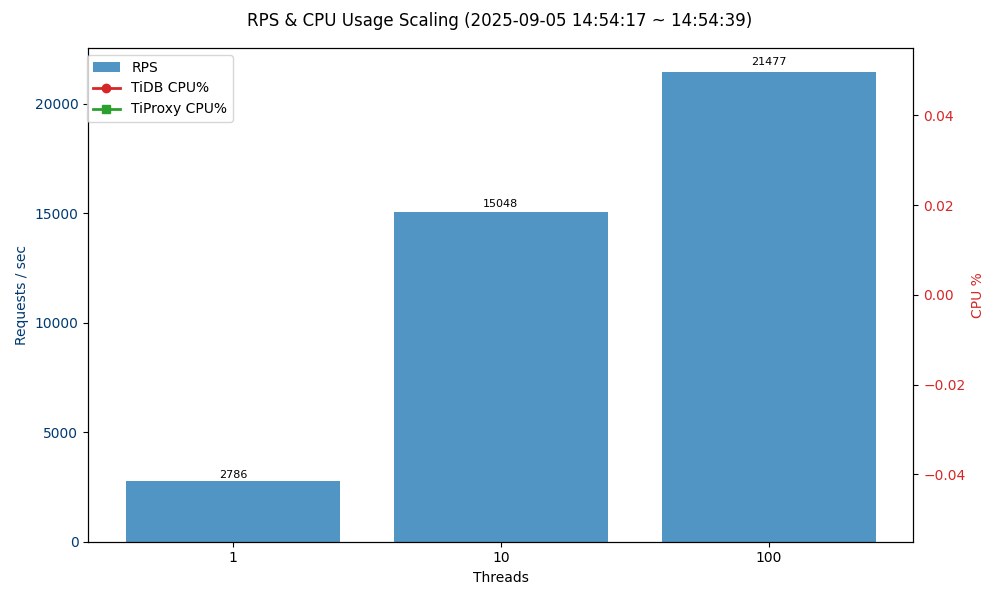 RPS & CPU Usage Scaling (2025-09-05 14:54:17 ~ 14:54:39)
RPS
TiDB CPU%
TiProxy CPU%
21477
15048
2786
20000
15000
10000
5000
0
Requests / sec
0.04
0.02
0.00
−0.02
−0.04
CPU %
1
10
100
Threads